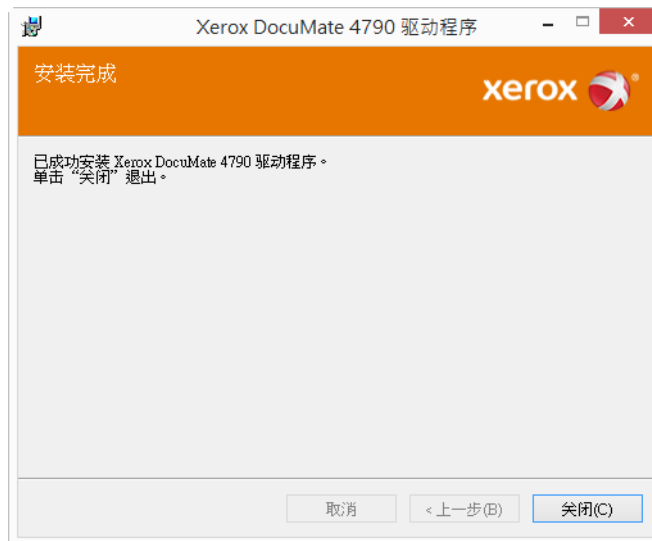 Xerox DocuMate 4790 驱动程序
安装完成
xerox
已成功安装 Xerox DocuMate 4790 驱动程序。
单击“关闭”退出。
取消
<上一步(B)
关闭(C)